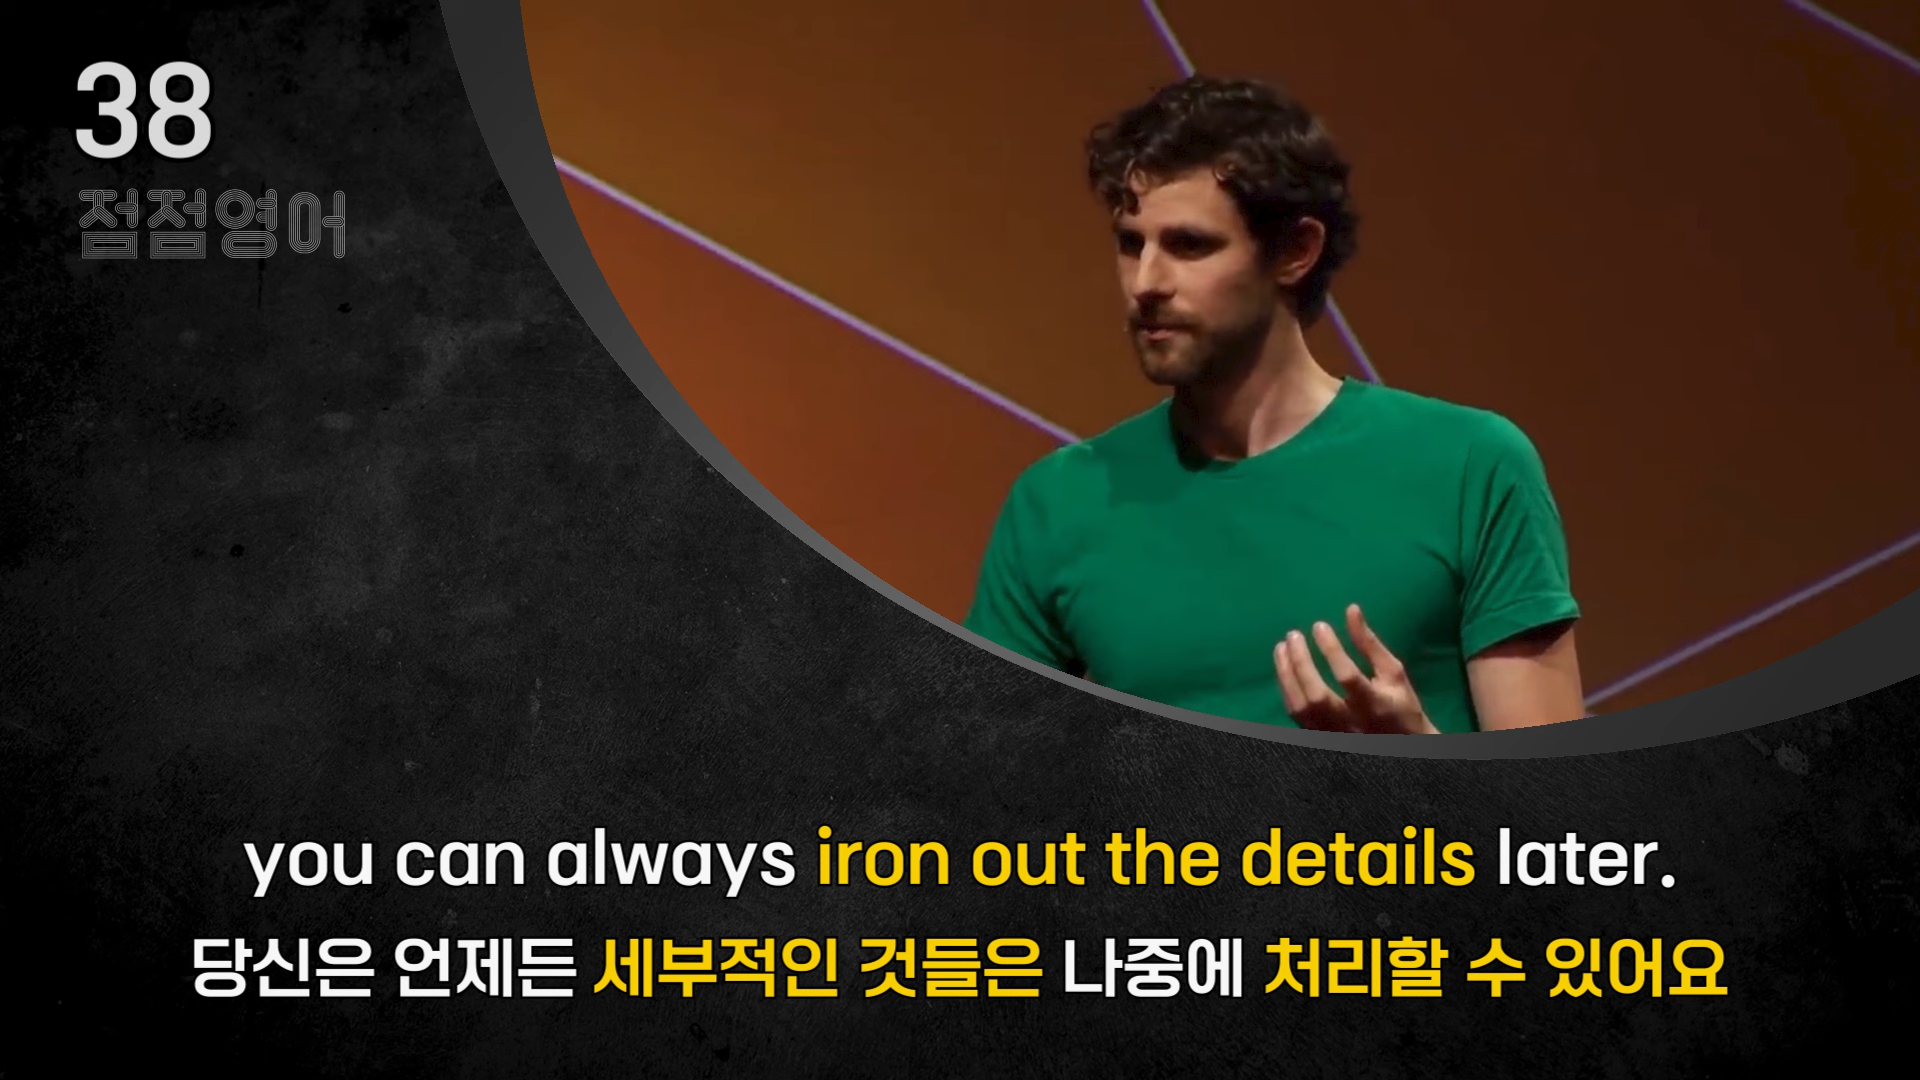 38
점점영어
you can always iron out the details later.
당신은 언제든 세부적인 것들은 나중에 처리할 수 있어요